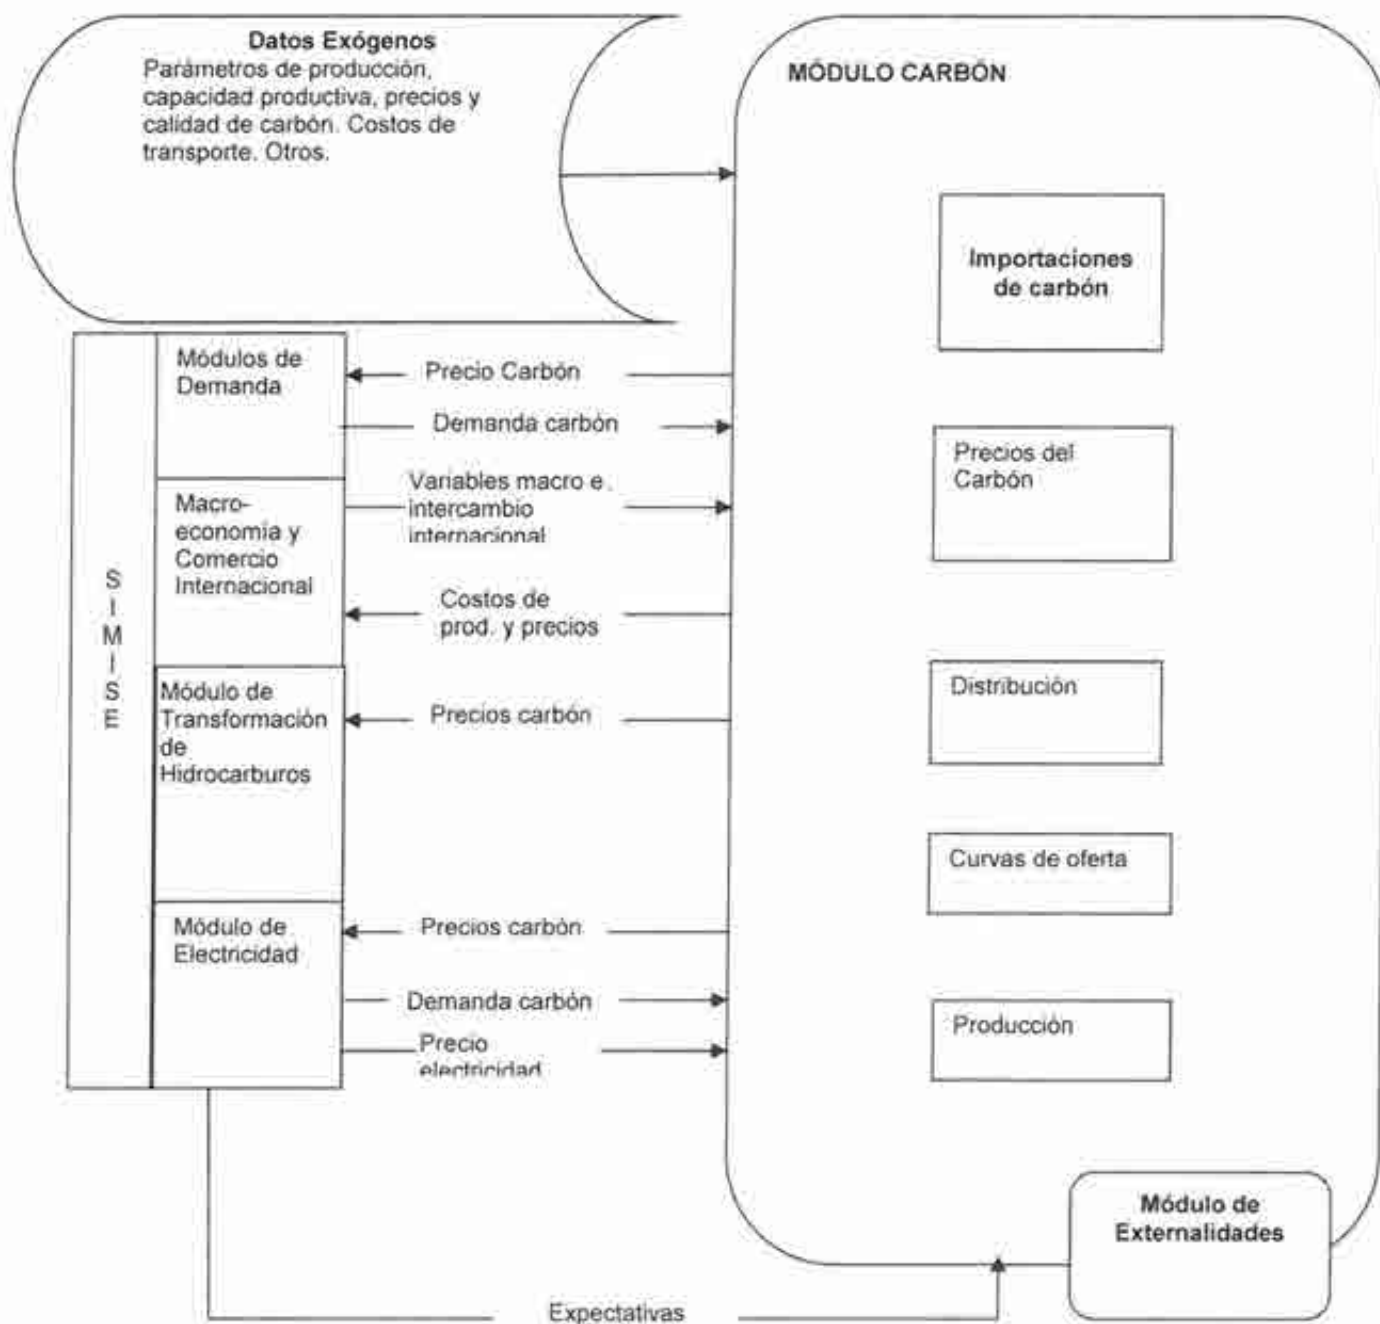 Datos Exógenos
Parámetros de producción,
capacidad productiva, precios y
calidad de carbón. Costos de
transporte. Otros.
MÓDULO CARBÓN
Importaciones
de carbón
Precios del
Carbón
Distribución
Curvas de oferta
Producción
Módulo de
Externalidades
S
I
M
I
S
E
Módulos de
Demanda
Macro-
economía y
Comercio
Internacional
Módulo de
Transformación
de
Hidrocarburos
Módulo de
Electricidad
Precio Carbón
Demanda carbón
Variables macro e
intercambio
internacional
Costos de
prod. y precios
Precios carbón
Precios carbón
Demanda carbón
Precio
electricidad
Expectativas